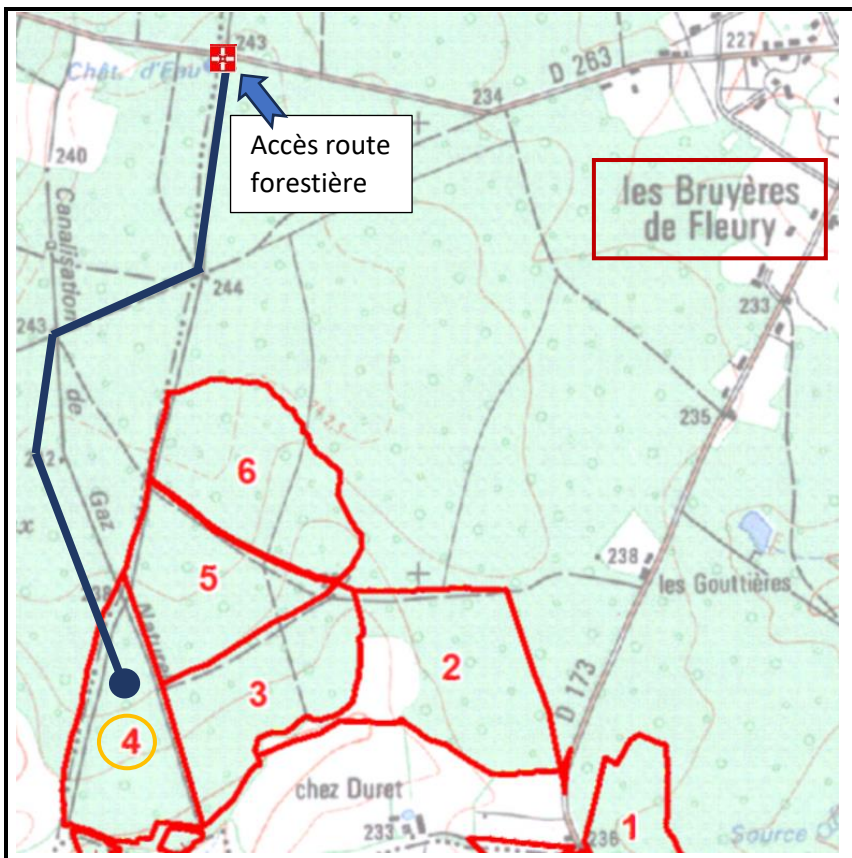 243
227
Chât. d'Eau
D 263
234
Accès route
forestière
240
les Bruyères
de Fleury
Canalisation
244
233
243
de
235
6
Gaz
5
238
les Gouttières
Nature
2
3
D 173
4
chez Duret
233
1
236
Source